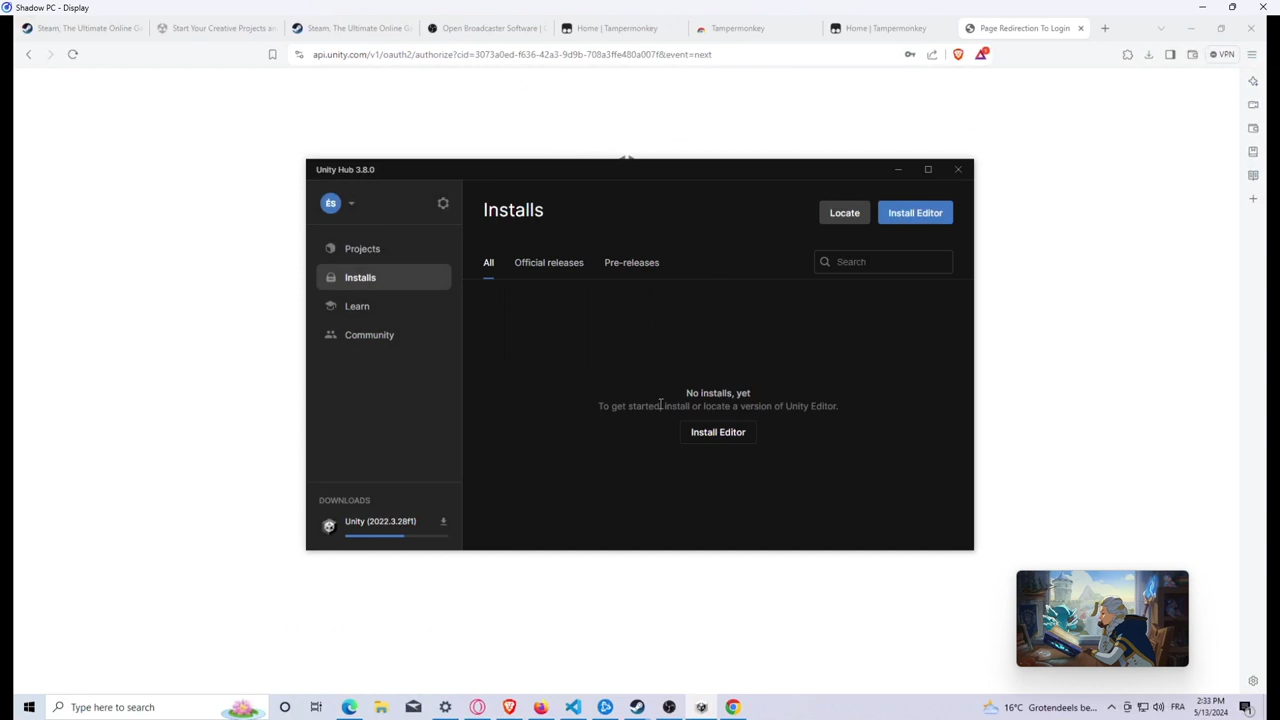 Shadow PC - Display
Steam, The Ultimate Online G
Start Your Creative Projects an
Steam, The Ultimate Online G
Open Broadcaster Software |
Home | Tampermonkey
Tampermonkey
Home | Tampermonkey
Page Redirection To Login
api.unity.com/v1/oauth2/authorize?cid=3073a0ed-f636-42a3-9d9b-708a3ffe480a007f&event=next
VPN
Unity Hub 3.8.0
ÉS
Installs
Locate
Install Editor
Projects
All
Official releases
Pre-releases
Search
Installs
Learn
Community
No installs, yet
To get started, install or locate a version of Unity Editor.
Install Editor
DOWNLOADS
Unity (2022.3.28f1)
Type here to search
16°C Grotendeels be...
FRA
2:33 PM
5/13/2024